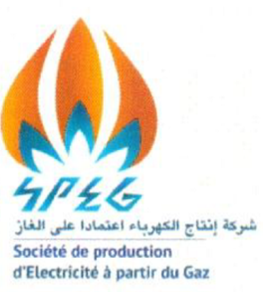 SPEG
شركة إنتاج الكهرباء اعتمادا على الغاز
Société de production
d'Electricité à partir du Gaz